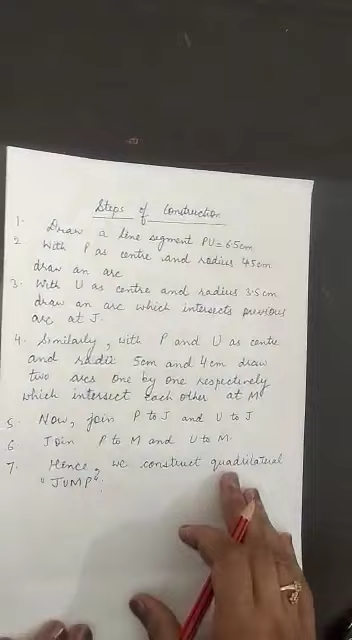 Steps of Construction
1. Draw a line segment PU = 6.5cm
2. With P as centre and radius 4.5cm
draw an arc
3. With U as centre and radius 3.5cm
draw an arc which intersects previous
arc at J.
4. Similarly, with P and U as centre
and radii 5cm and 4cm draw
two arcs one by one respectively
which intersect each other at M
5. Now, join P to J and U to J
6 Join P to M and U to M.
7. Hence, we construct quadrilateral
"JUMP".